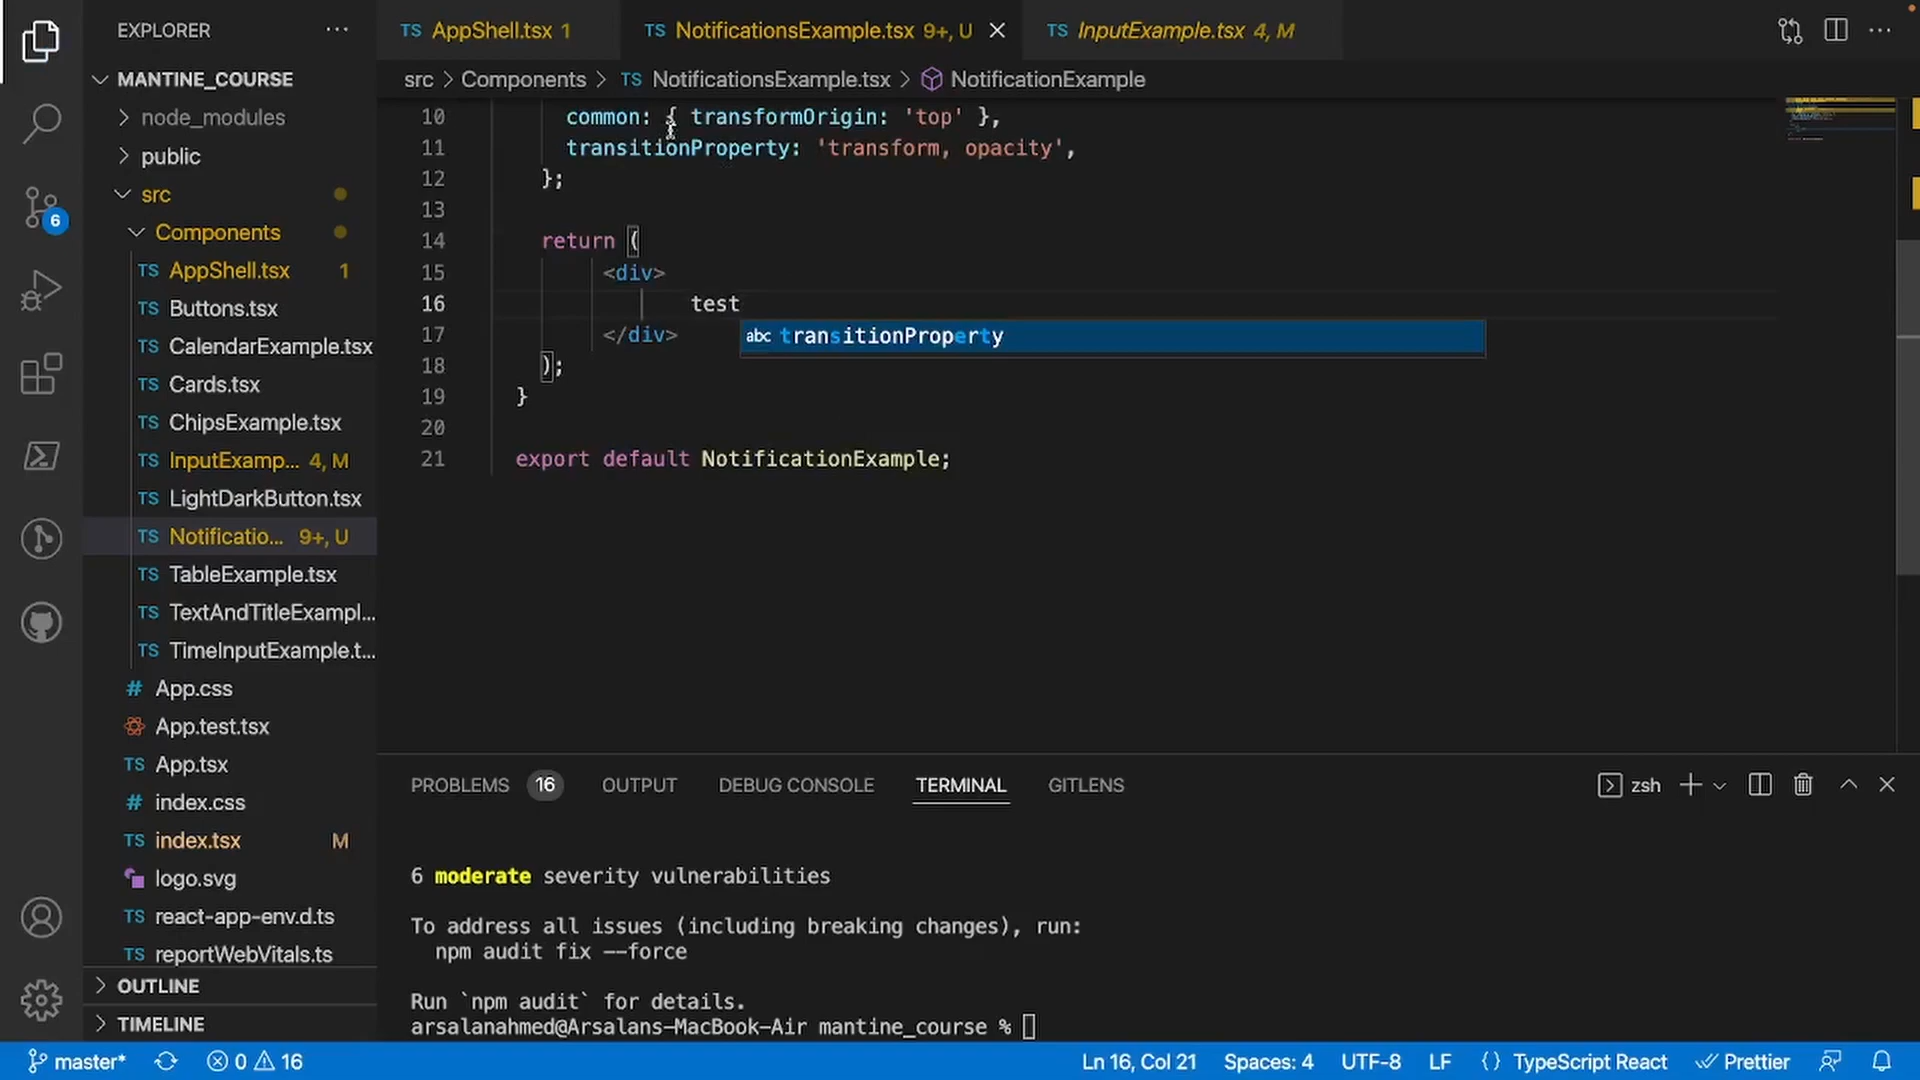 EXPLORER
MANTINE_COURSE
node_modules
public
src
Components
TS AppShell.tsx 1
TS Buttons.tsx
TS CalendarExample.tsx
TS Cards.tsx
TS ChipsExample.tsx
TS InputExamp... 4, M
TS LightDarkButton.tsx
TS Notificatio... 9+, U
TS TableExample.tsx
TS TextAndTitleExampl...
TS TimeInputExample.t...
# App.css
App.test.tsx
TS App.tsx
# index.css
TS index.tsx M
logo.svg
TS react-app-env.d.ts
TS reportWebVitals.ts
OUTLINE
TIMELINE
6
TS AppShell.tsx 1
TS NotificationsExample.tsx 9+, U
TS InputExample.tsx 4, M
src > Components > TS NotificationsExample.tsx > NotificationExample
10 common: { transformOrigin: 'top' },
11 transitionProperty: 'transform, opacity',
12 };
13
14 return (
15 <div>
16 test
17 </div>
abc transitionProperty
18 );
19 }
20
21 export default NotificationExample;
PROBLEMS 16 OUTPUT DEBUG CONSOLE TERMINAL GITLENS
zsh
6 moderate severity vulnerabilities
To address all issues (including breaking changes), run:
npm audit fix --force
Run `npm audit` for details.
arsalanahmed@Arsalans-MacBook-Air mantine_course %
master* 0 16 Ln 16, Col 21 Spaces: 4 UTF-8 LF {} TypeScript React Prettier